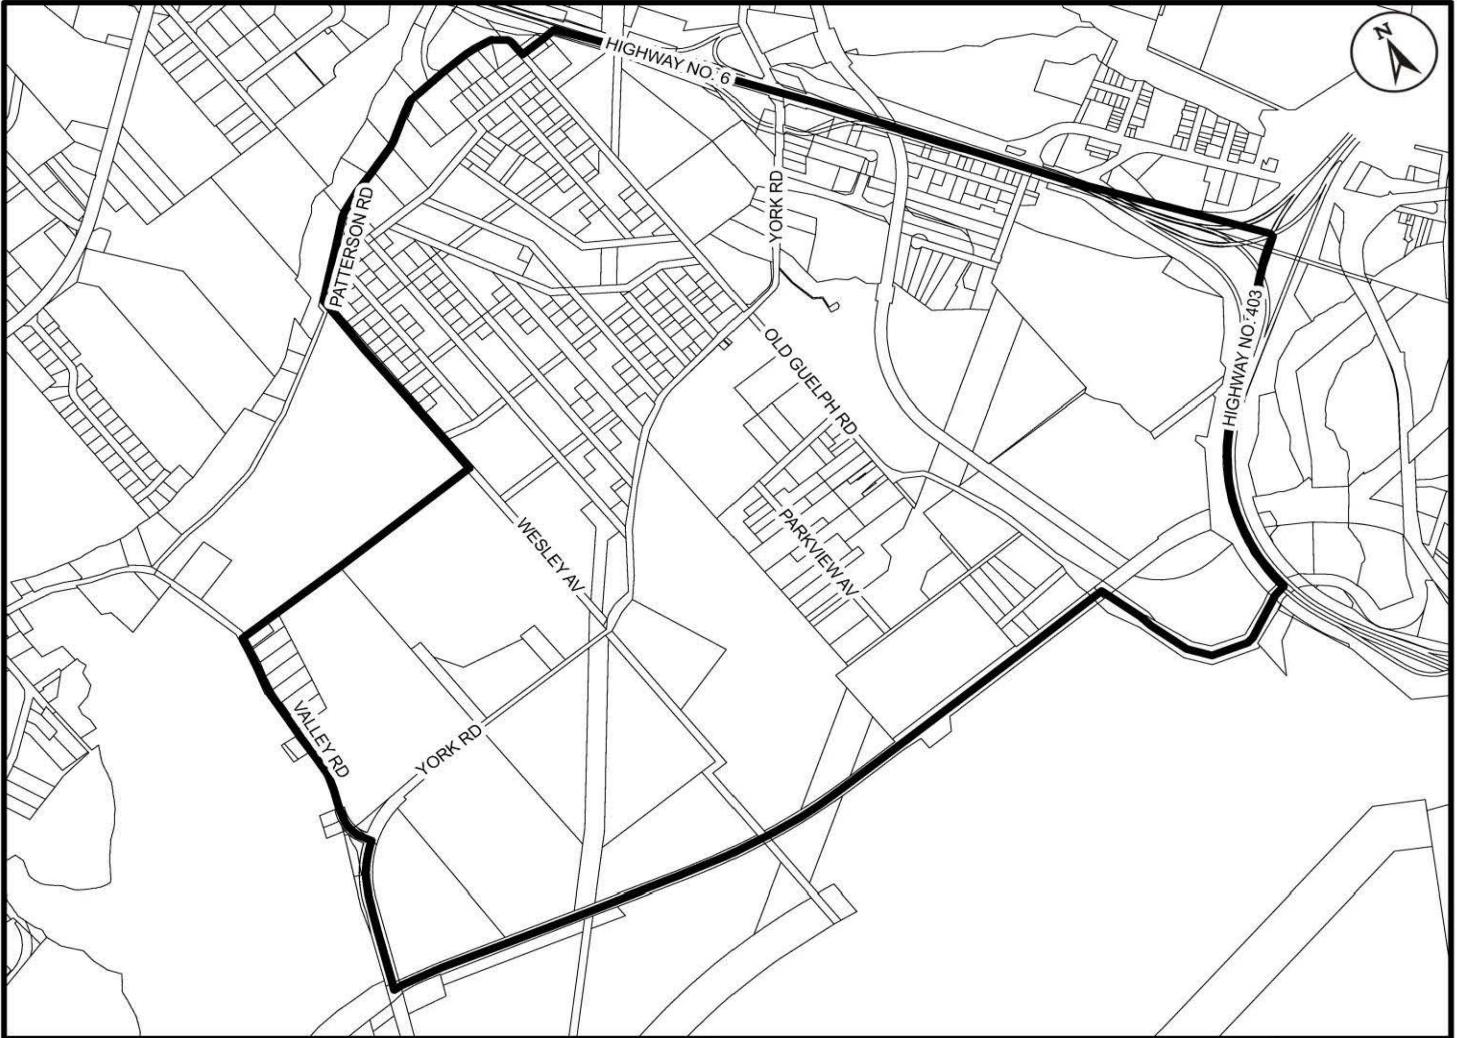 N
HIGHWAY NO. 6
YORK RD
PATTERSON RD
HIGHWAY NO. 403
OLD GUELPH RD
PARKVIEW AV
WESLEY AV
VALLEY RD
YORK RD